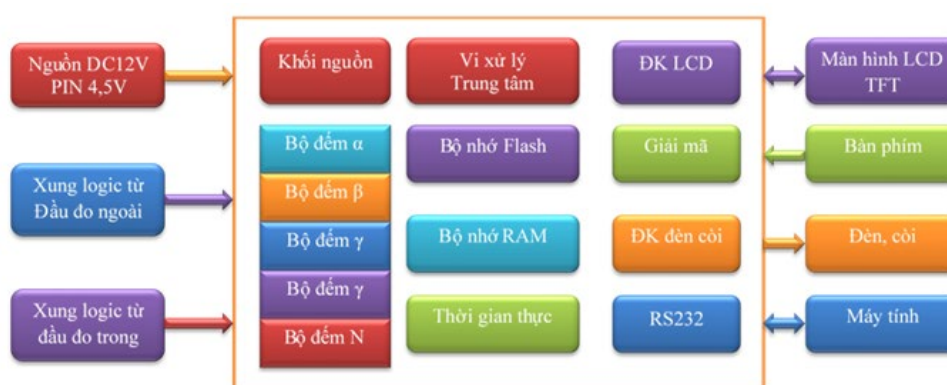 Nguồn DC12V
PIN 4,5V
Xung logic từ
Đầu đo ngoài
Xung logic từ
đầu đo trong
Khối nguồn
Bộ đếm α
Bộ đếm β
Bộ đếm γ
Bộ đếm γ
Bộ đếm N
Vi xử lý
Trung tâm
Bộ nhớ Flash
Bộ nhớ RAM
Thời gian thực
ĐK LCD
Giải mã
ĐK đèn còi
RS232
Màn hình LCD
TFT
Bàn phím
Đèn, còi
Máy tính